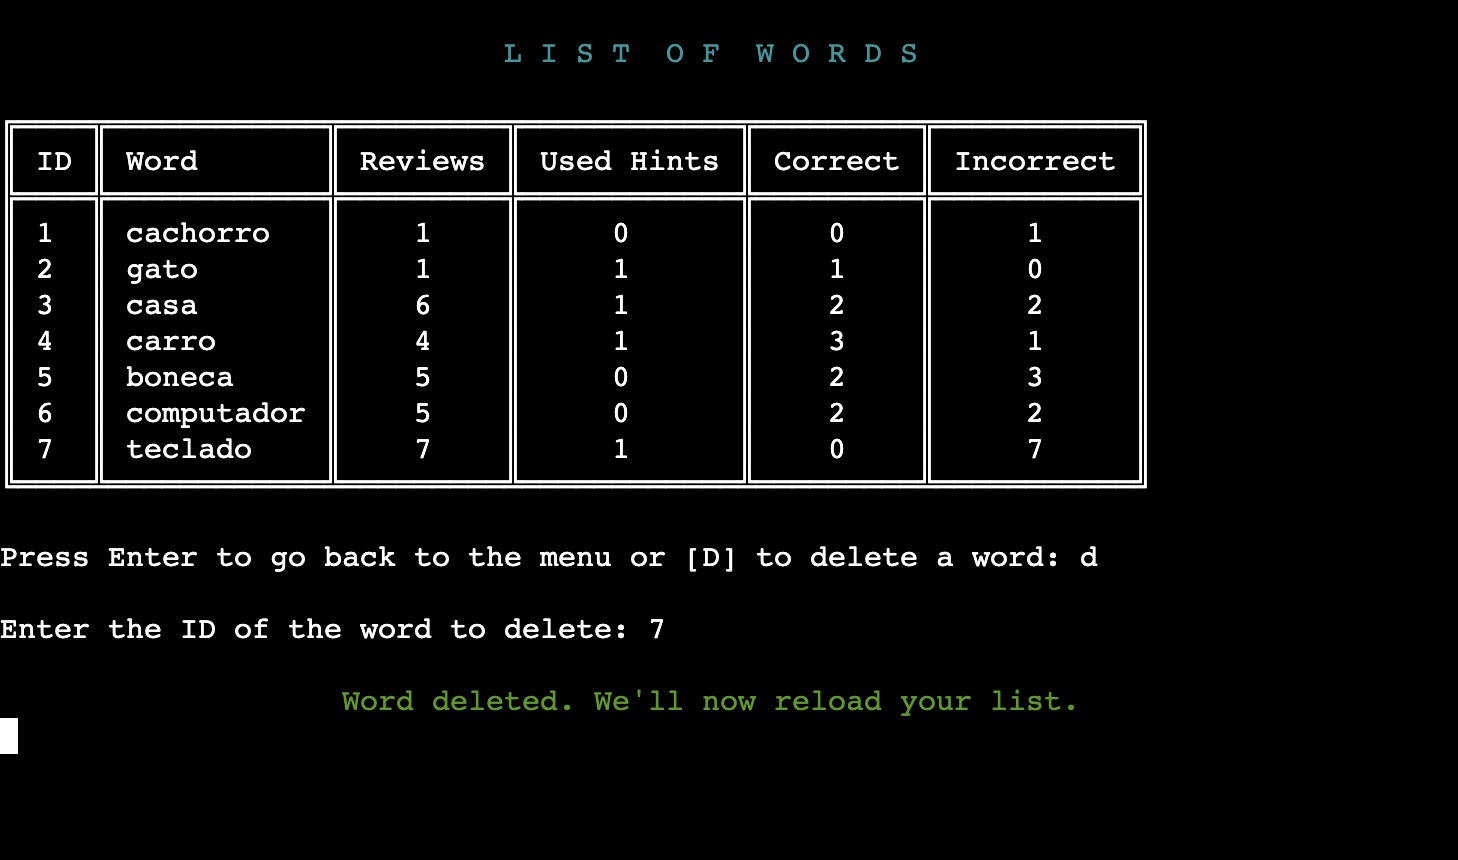 L I S T  O F  W O R D S
ID Word Reviews Used Hints Correct Incorrect
1 cachorro 1 0 0 1
2 gato 1 1 1 0
3 casa 6 1 2 2
4 carro 4 1 3 1
5 boneca 5 0 2 3
6 computador 5 0 2 2
7 teclado 7 1 0 7
Press Enter to go back to the menu or [D] to delete a word: d
Enter the ID of the word to delete: 7
Word deleted. We'll now reload your list.